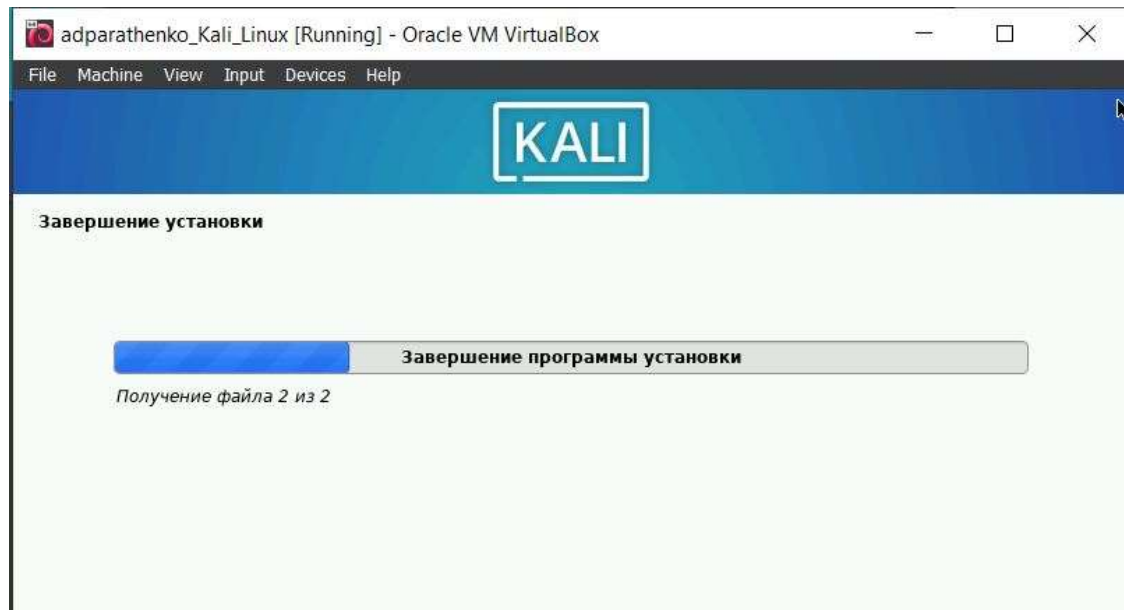 adparathenko_Kali_Linux [Running] - Oracle VM VirtualBox
File Machine View Input Devices Help
KALI
Завершение установки
Завершение программы установки
Получение файла 2 из 2